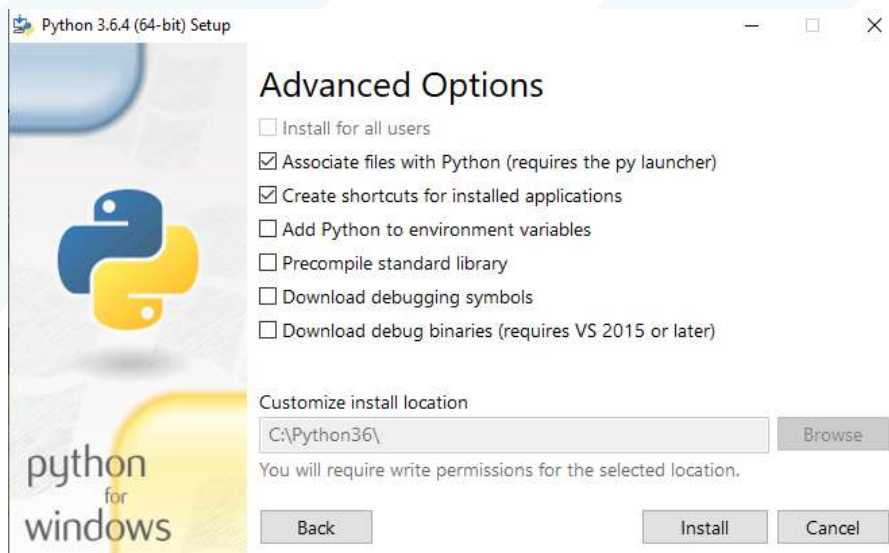 Python 3.6.4 (64-bit) Setup
Advanced Options
Install for all users
Associate files with Python (requires the py launcher)
Create shortcuts for installed applications
Add Python to environment variables
Precompile standard library
Download debugging symbols
Download debug binaries (requires VS 2015 or later)
Customize install location
C:\Python36\
Browse
You will require write permissions for the selected location.
python
for
windows
Back
Install
Cancel